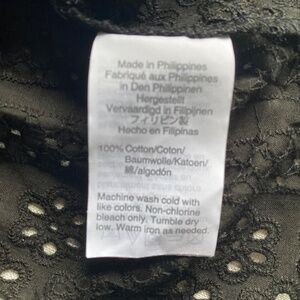 Made in Philippines
Fabriqué aux Philippines
in Den Philippinen
Hergestellt
Vervaardigd in Filipijnen
フィリピン製
Hecho en Filipinas
100% Cotton/Coton/
Baumwolle/Katoen/
綿/algodón
Machine wash cold with
like colors. Non-chlorine
bleach only. Tumble dry
low. Warm iron as needed.